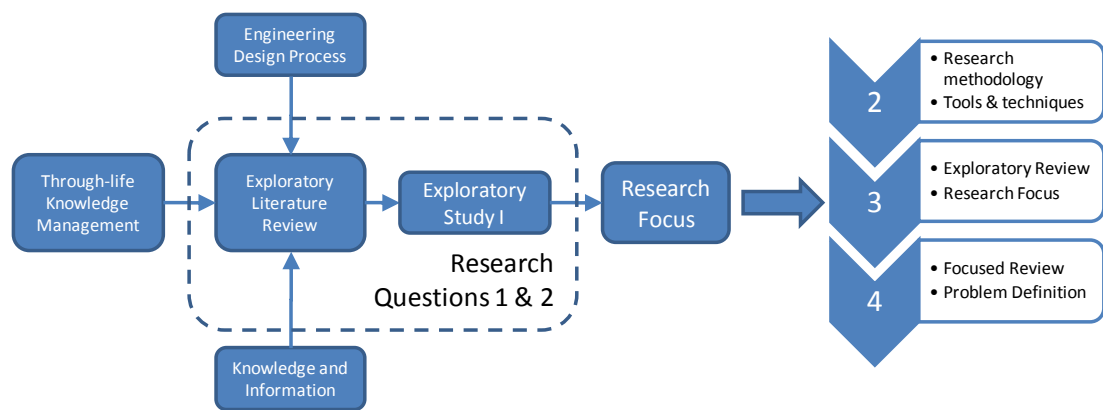 Engineering
Design Process
Through-life
Knowledge
Management
Exploratory
Literature
Review
Exploratory
Study I
Research
Questions 1 & 2
Knowledge and
Information
Research
Focus
2
• Research
methodology
• Tools & techniques
3
• Exploratory Review
• Research Focus
4
• Focused Review
• Problem Definition